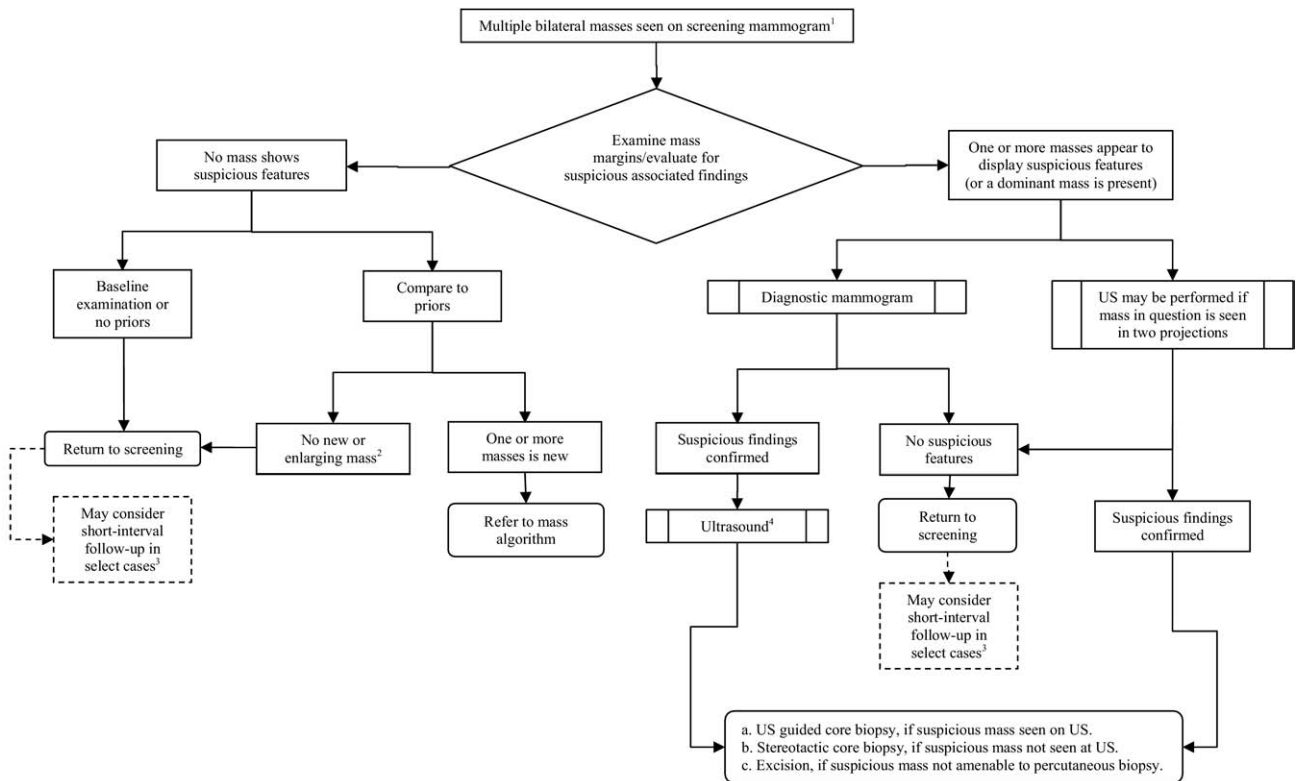 Multiple bilateral masses seen on screening mammogram¹
Examine mass
margins/evaluate for
suspicious associated findings
No mass shows
suspicious features
One or more masses appear to
display suspicious features
(or a dominant mass is present)
Baseline
examination or
no priors
Compare to
priors
Diagnostic mammogram
US may be performed if
mass in question is seen
in two projections
Return to screening
No new or
enlarging mass²
One or more
masses is new
Suspicious findings
confirmed
No suspicious
features
May consider
short-interval
follow-up in
select cases³
Refer to mass
algorithm
Ultrasound⁴
Return to
screening
Suspicious findings
confirmed
May consider
short-interval
follow-up in
select cases³
a. US guided core biopsy, if suspicious mass seen on US.
b. Stereotactic core biopsy, if suspicious mass not seen at US.
c. Excision, if suspicious mass not amenable to percutaneous biopsy.